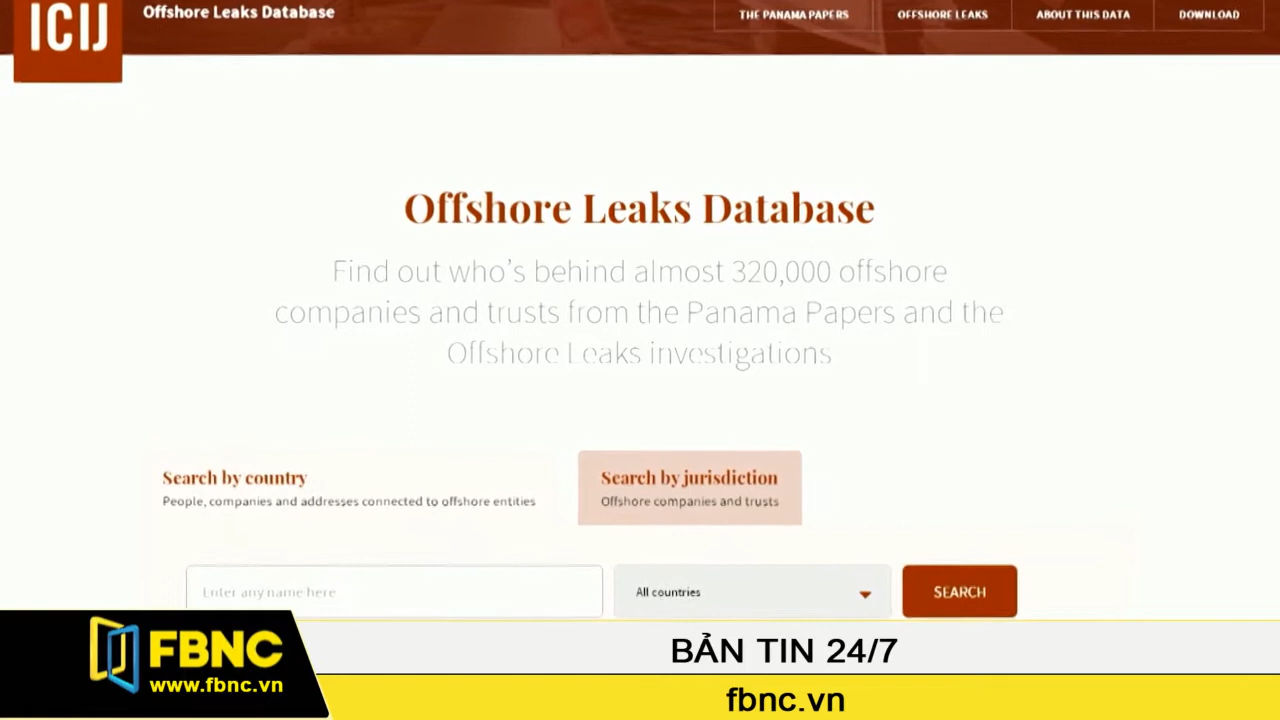 ICIJ
Offshore Leaks Database
THE PANAMA PAPERS
OFFSHORE LEAKS
ABOUT THIS DATA
DOWNLOAD
Offshore Leaks Database
Find out who's behind almost 320,000 offshore
companies and trusts from the Panama Papers and the
Offshore Leaks investigations
Search by country
People, companies and addresses connected to offshore entities
Search by jurisdiction
Offshore companies and trusts
Enter any name here
All countries
SEARCH
FBNC
www.fbnc.vn
BẢN TIN 24/7
fbnc.vn